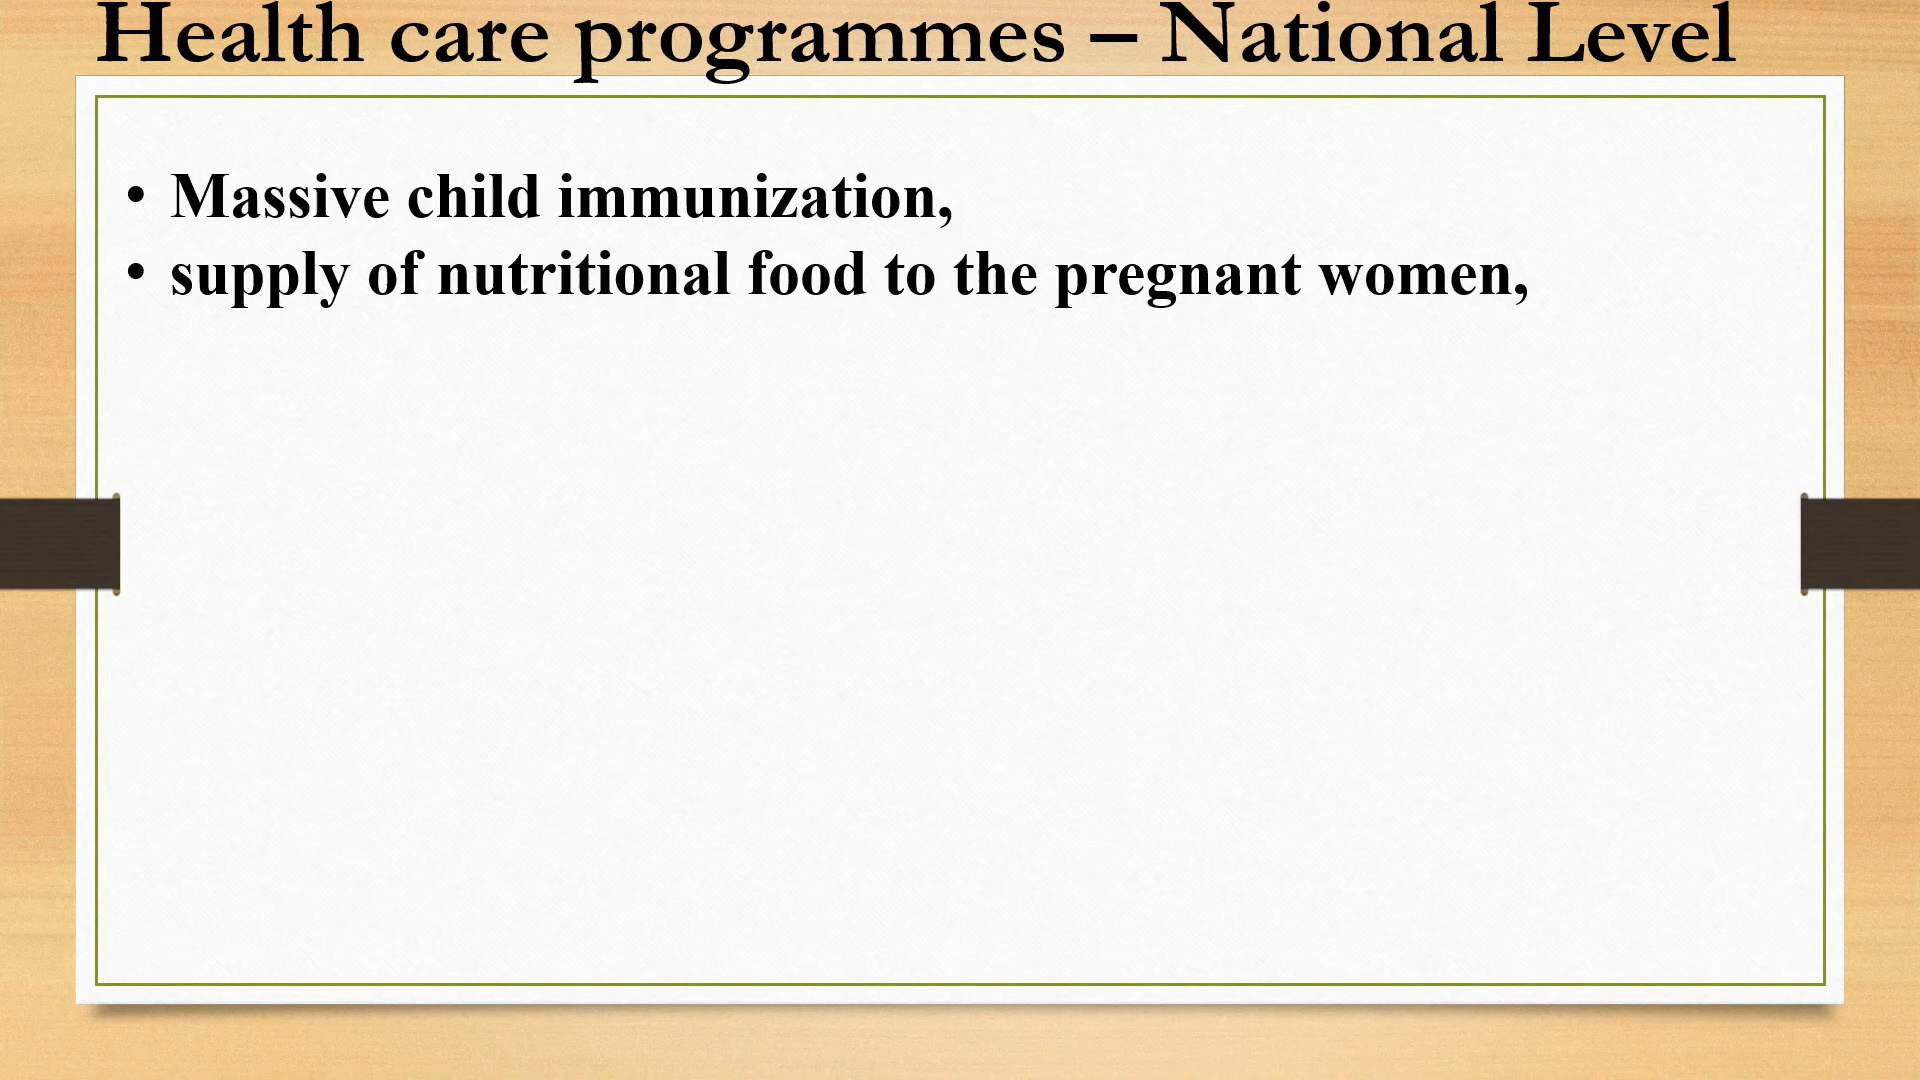 Health care programmes – National Level
• Massive child immunization,
• supply of nutritional food to the pregnant women,